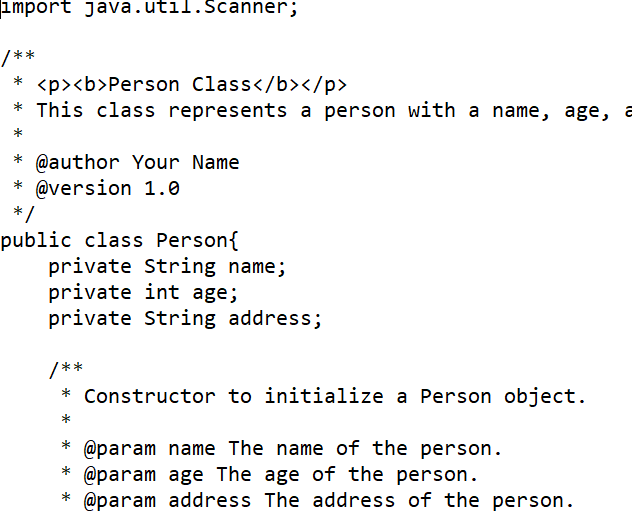 import java.util.Scanner;
/**
* <p><b>Person Class</b></p>
* This class represents a person with a name, age,
*
* @author Your Name
* @version 1.0
*/
public class Person{
private String name;
private int age;
private String address;
/**
* Constructor to initialize a Person object.
*
* @param name The name of the person.
* @param age The age of the person.
* @param address The address of the person.